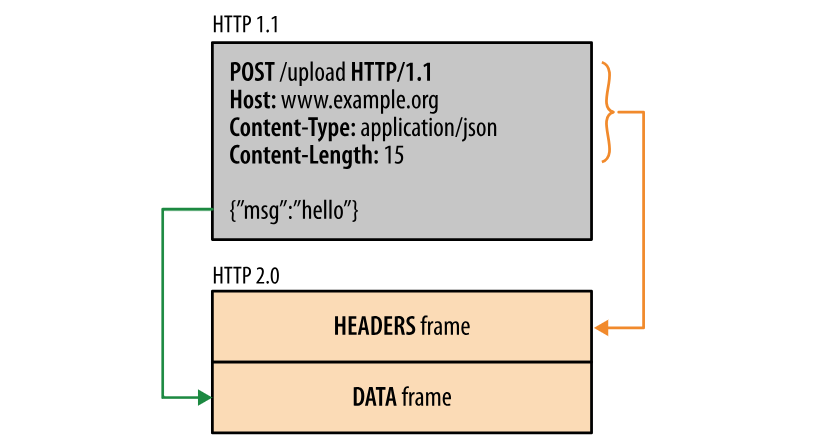 HTTP 1.1
POST /upload HTTP/1.1
Host: www.example.org
Content-Type: application/json
Content-Length: 15
{”msg”:”hello”}
HTTP 2.0
HEADERS frame
DATA frame